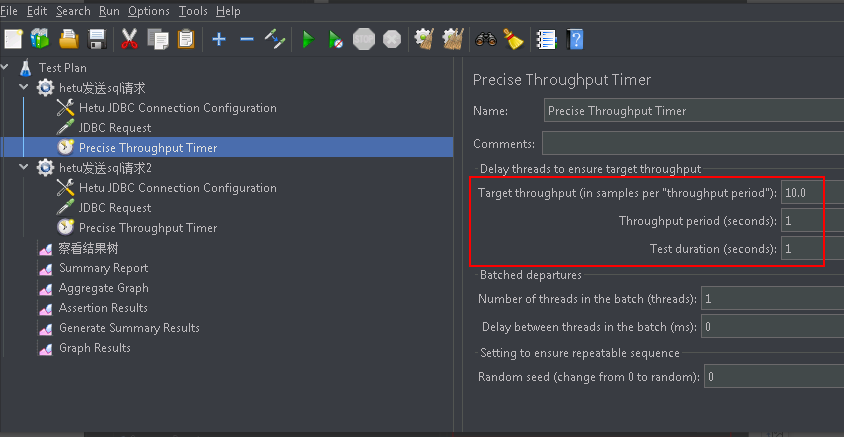 File Edit Search Run Options Tools Help
Test Plan
hetu发送sql请求
Hetu JDBC Connection Configuration
JDBC Request
Precise Throughput Timer
hetu发送sql请求2
Hetu JDBC Connection Configuration
JDBC Request
Precise Throughput Timer
察看结果树
Summary Report
Aggregate Graph
Assertion Results
Generate Summary Results
Graph Results
Precise Throughput Timer
Name: Precise Throughput Timer
Comments:
Delay threads to ensure target throughput
Target throughput (in samples per "throughput period"): 10.0
Throughput period (seconds): 1
Test duration (seconds): 1
Batched departures
Number of threads in the batch (threads): 1
Delay between threads in the batch (ms): 0
Setting to ensure repeatable sequence
Random seed (change from 0 to random): 0